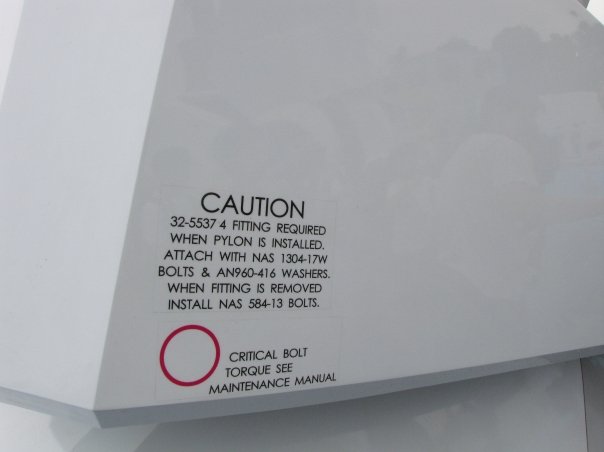 CAUTION
32-5537 4 FITTING REQUIRED
WHEN PYLON IS INSTALLED.
ATTACH WITH NAS 1304-17W
BOLTS & AN960-416 WASHERS.
WHEN FITTING IS REMOVED
INSTALL NAS 584-13 BOLTS.
CRITICAL BOLT
TORQUE SEE
MAINTENANCE MANUAL